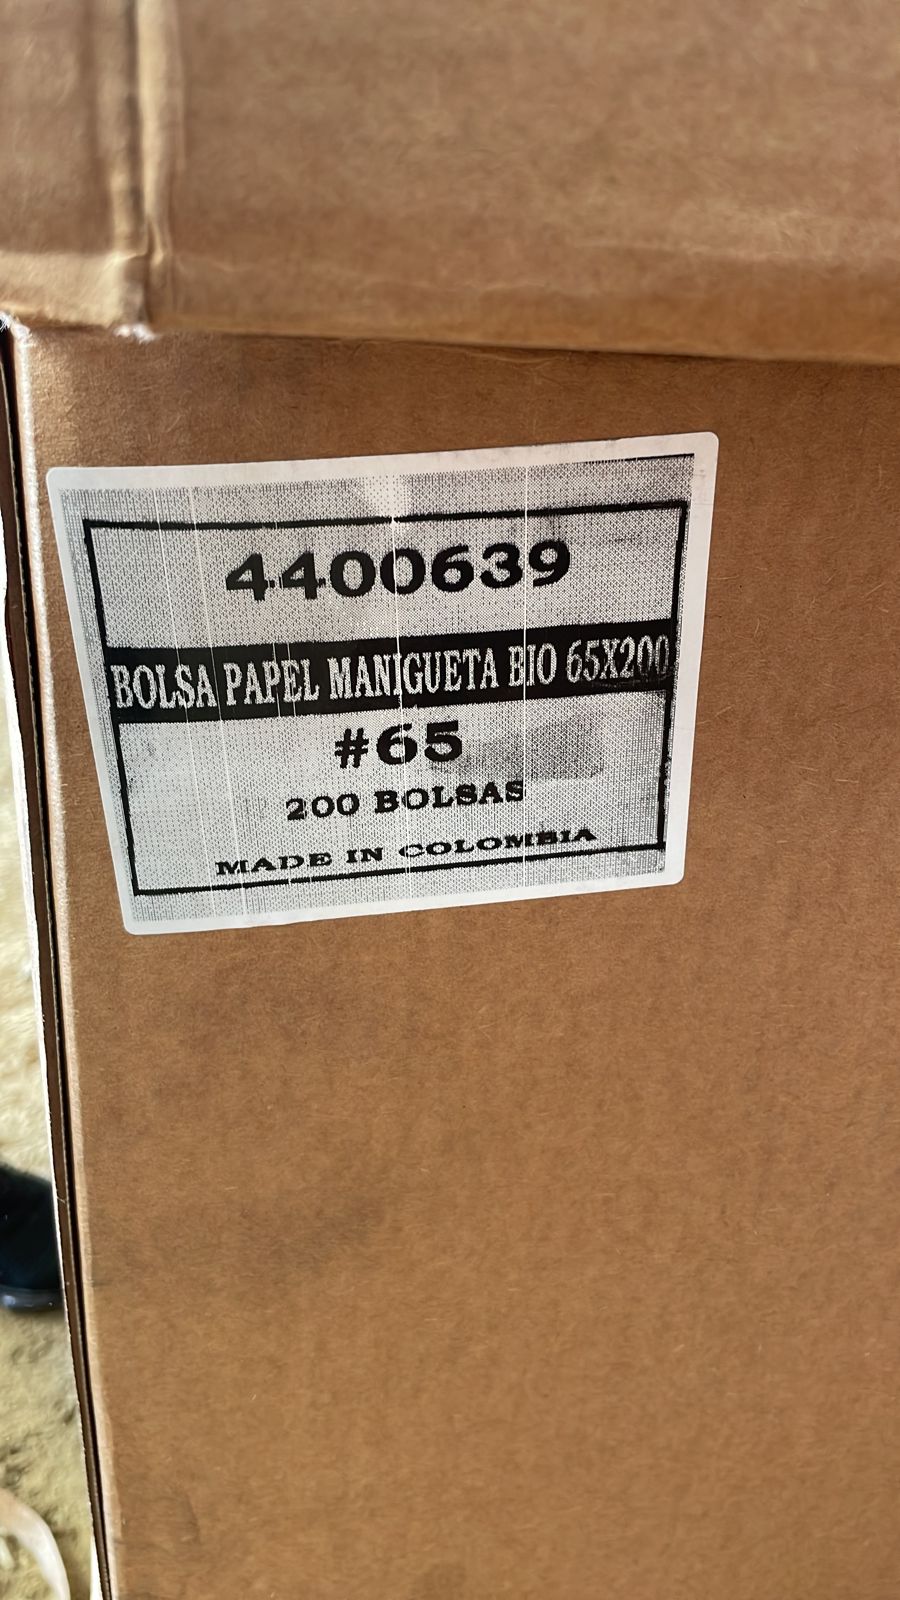 4400639
BOLSA PAPEL MANIGUETA BIO 65X200
#65
200 BOLSAS
MADE IN COLOMBIA